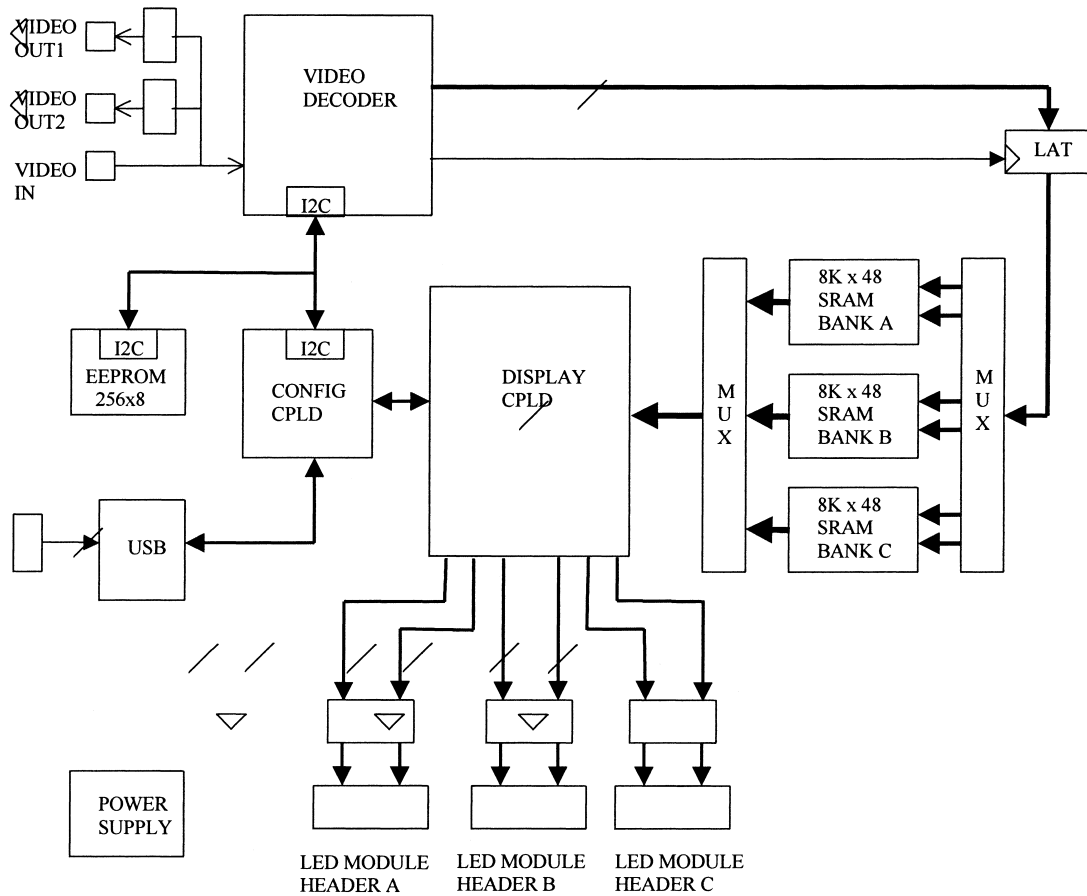 VIDEO
OUT1
VIDEO
OUT2
VIDEO
IN
VIDEO
DECODER
I2C
LAT
I2C
EEPROM
256x8
I2C
CONFIG
CPLD
DISPLAY
CPLD
MUX
8K x 48
SRAM
BANK A
8K x 48
SRAM
BANK B
8K x 48
SRAM
BANK C
MUX
USB
POWER
SUPPLY
LED MODULE
HEADER A
LED MODULE
HEADER B
LED MODULE
HEADER C